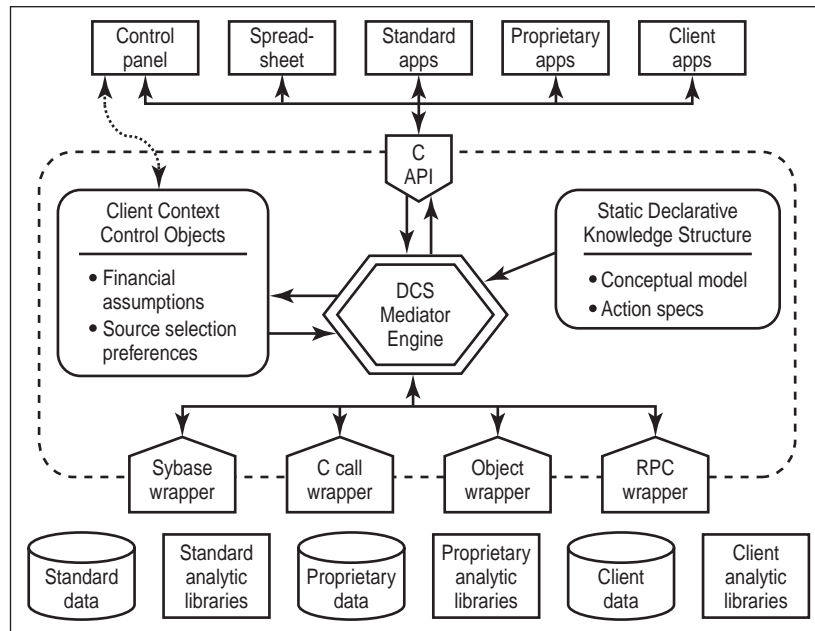 Control
panel
Spread-
sheet
Standard
apps
Proprietary
apps
Client
apps
C
API
Client Context
Control Objects
• Financial
assumptions
• Source selection
preferences
DCS
Mediator
Engine
Static Declarative
Knowledge Structure
• Conceptual model
• Action specs
Sybase
wrapper
C call
wrapper
Object
wrapper
RPC
wrapper
Standard
data
Standard
analytic
libraries
Proprietary
data
Proprietary
analytic
libraries
Client
data
Client
analytic
libraries